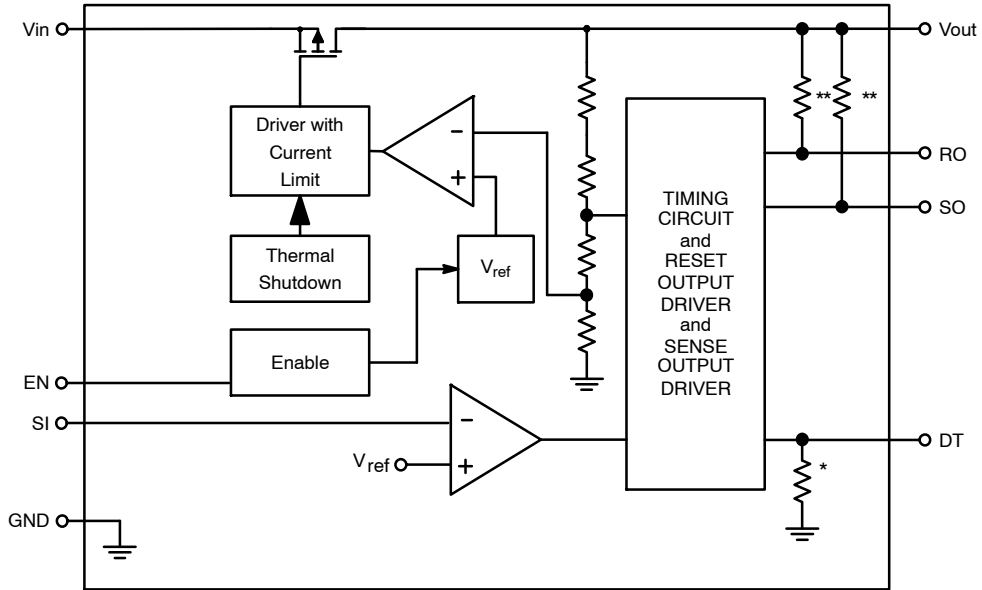 Vin
Vout
**
**
Driver with
Current
Limit
−
+
RO
SO
TIMING
CIRCUIT
and
RESET
OUTPUT
DRIVER
and
SENSE
OUTPUT
DRIVER
Thermal
Shutdown
Vref
Enable
EN
SI
−
Vref
+
DT
*
GND